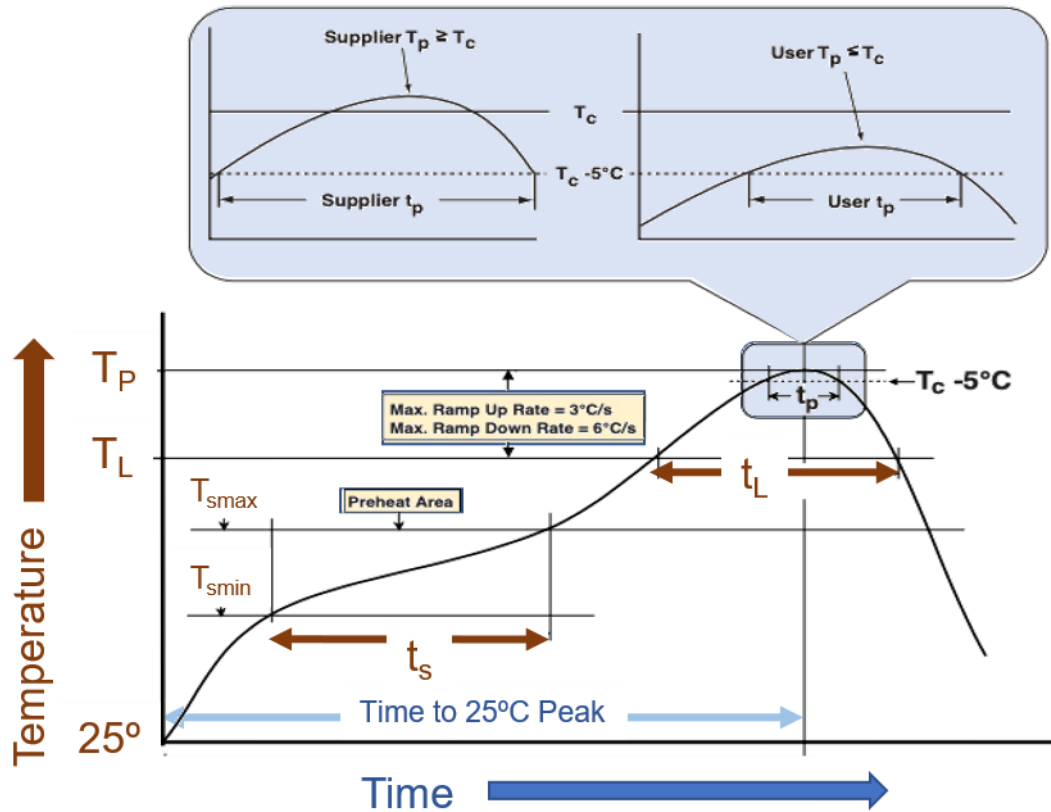 Supplier Tp ≥ Tc
User Tp ≤ Tc
Tc
Tc -5°C
Supplier tp
User tp
TP
Tc -5°C
tp
Max. Ramp Up Rate = 3°C/s
Max. Ramp Down Rate = 6°C/s
TL
tL
Tsmax
Preheat Area
Tsmin
ts
Temperature
Time to 25ºC Peak
25º
Time